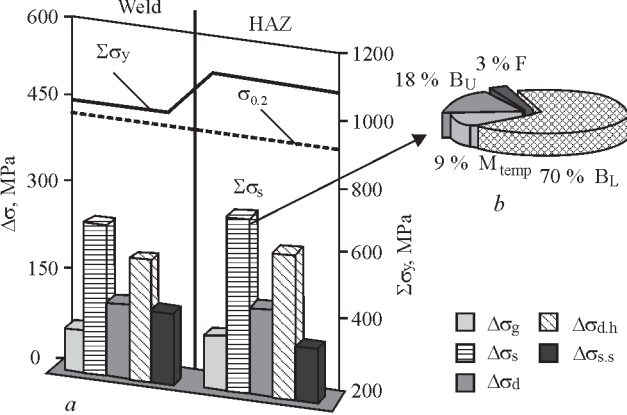 Weld
HAZ
600
450
300
150
0
Δσ, MPa
Σσy
σ0.2
Σσs
1200
1000
800
600
400
200
Σσy, MPa
a
3 % F
18 % BU
9 % Mtemp
70 % BL
b
Δσg
Δσd.h
Δσs
Δσs.s
Δσd